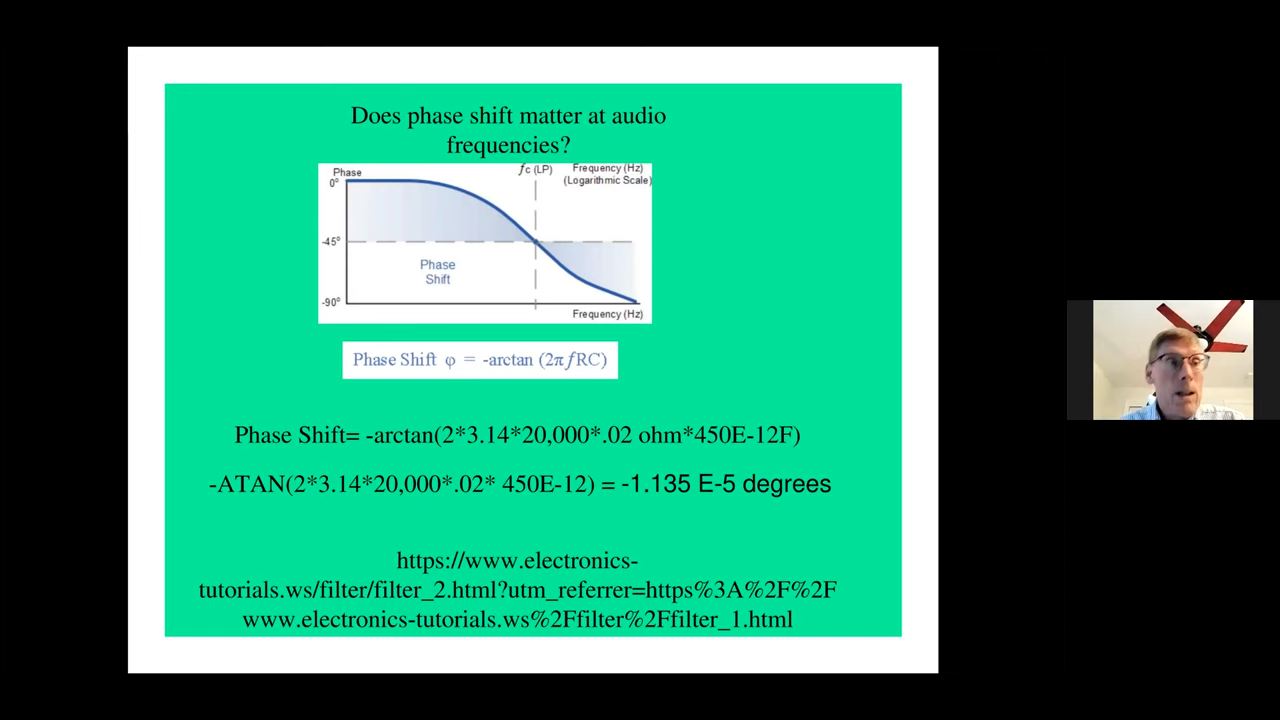 Does phase shift matter at audio
frequencies?
Phase
ƒc (LP)
Frequency (Hz)
(Logarithmic Scale)
0°
-45°
Phase
Shift
-90°
Frequency (Hz)
Phase Shift φ = -arctan (2π ƒRC)
Phase Shift= -arctan(2*3.14*20,000*.02 ohm*450E-12F)
-ATAN(2*3.14*20,000*.02* 450E-12) = -1.135 E-5 degrees
https://www.electronics-
tutorials.ws/filter/filter_2.html?utm_referrer=https%3A%2F%2F
www.electronics-tutorials.ws%2Ffilter%2Ffilter_1.html